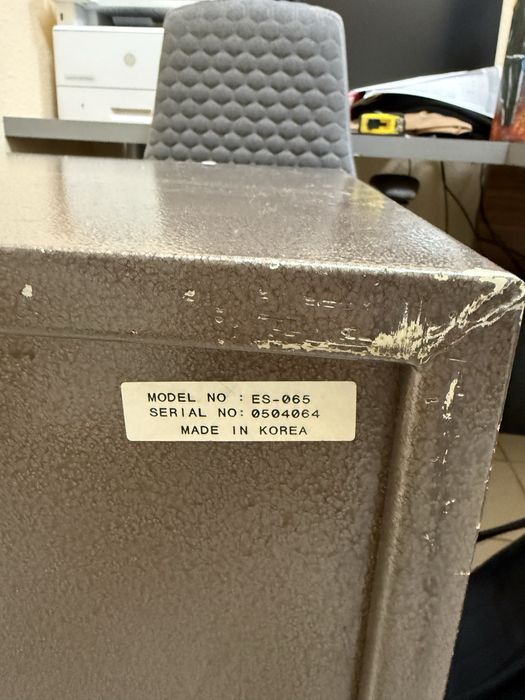 MODEL NO : ES-065
SERIAL NO: 0504064
MADE IN KOREA